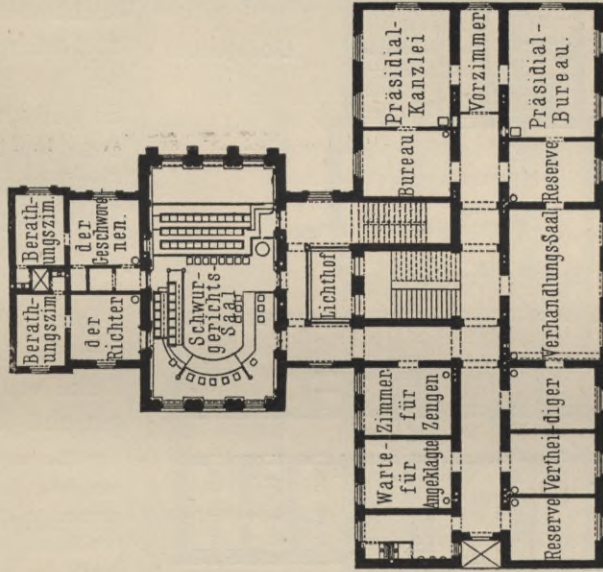 Berath-
ungszim.
der
Richter
Berath-
ungszim.
der
Geschwore-
nen.
Schwur-
gerichts-
Saal
Lichthof
Präsidial-
Kanzlei
Bureau
Vorzimmer
Präsidial-
Bureau.
Reserve
Verhandlungs-Saal
Zimmer
für
Zeugen
Warte-
für
Angeklagte
Verthei-diger
Reserve